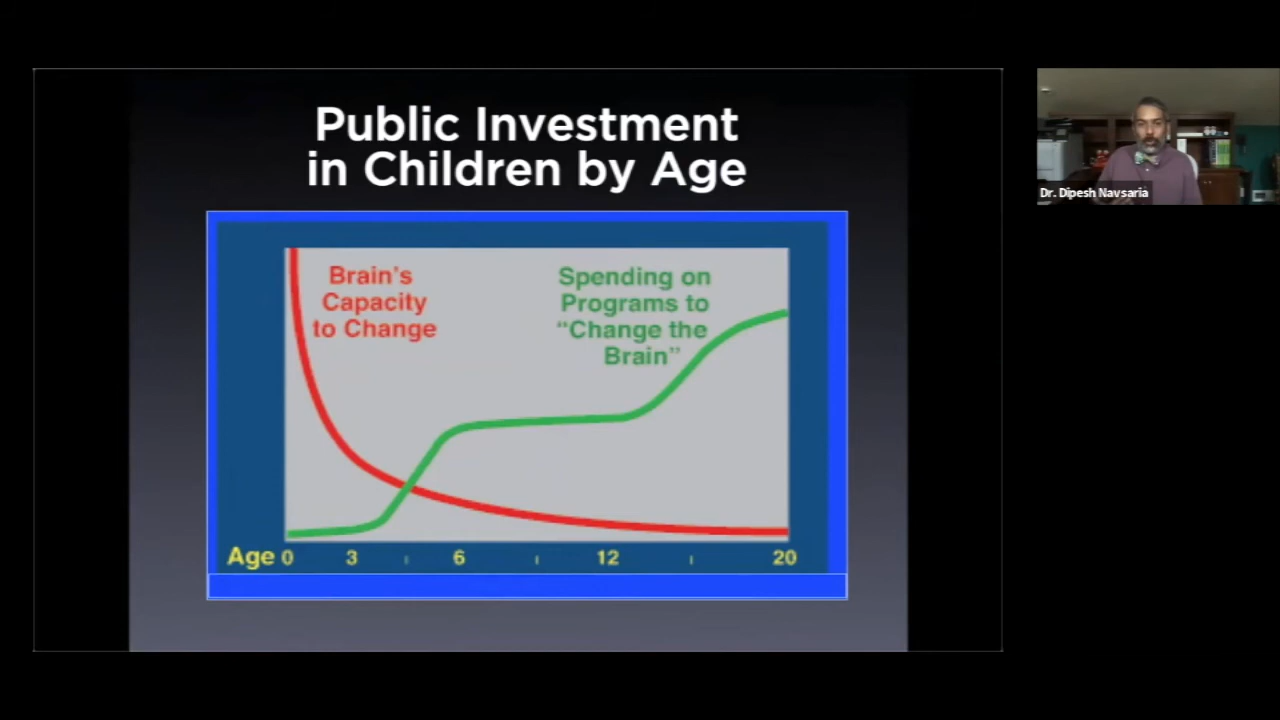 Public Investment
in Children by Age
Brain's
Capacity
to Change
Spending on
Programs to
“Change the
Brain”
Age 0 3 6 12 20
Dr. Dipesh Navsaria